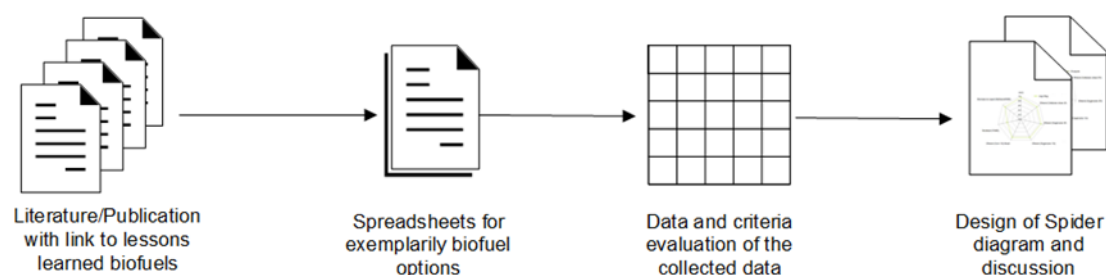 Literature/Publication
with link to lessons
learned biofuels
Spreadsheets for
exemplarily biofuel
options
Data and criteria
evaluation of the
collected data
Design of Spider
diagram and
discussion